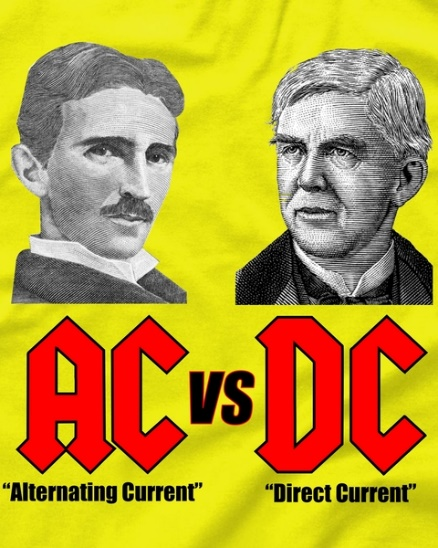 AC VS DC
“Alternating Current” “Direct Current”